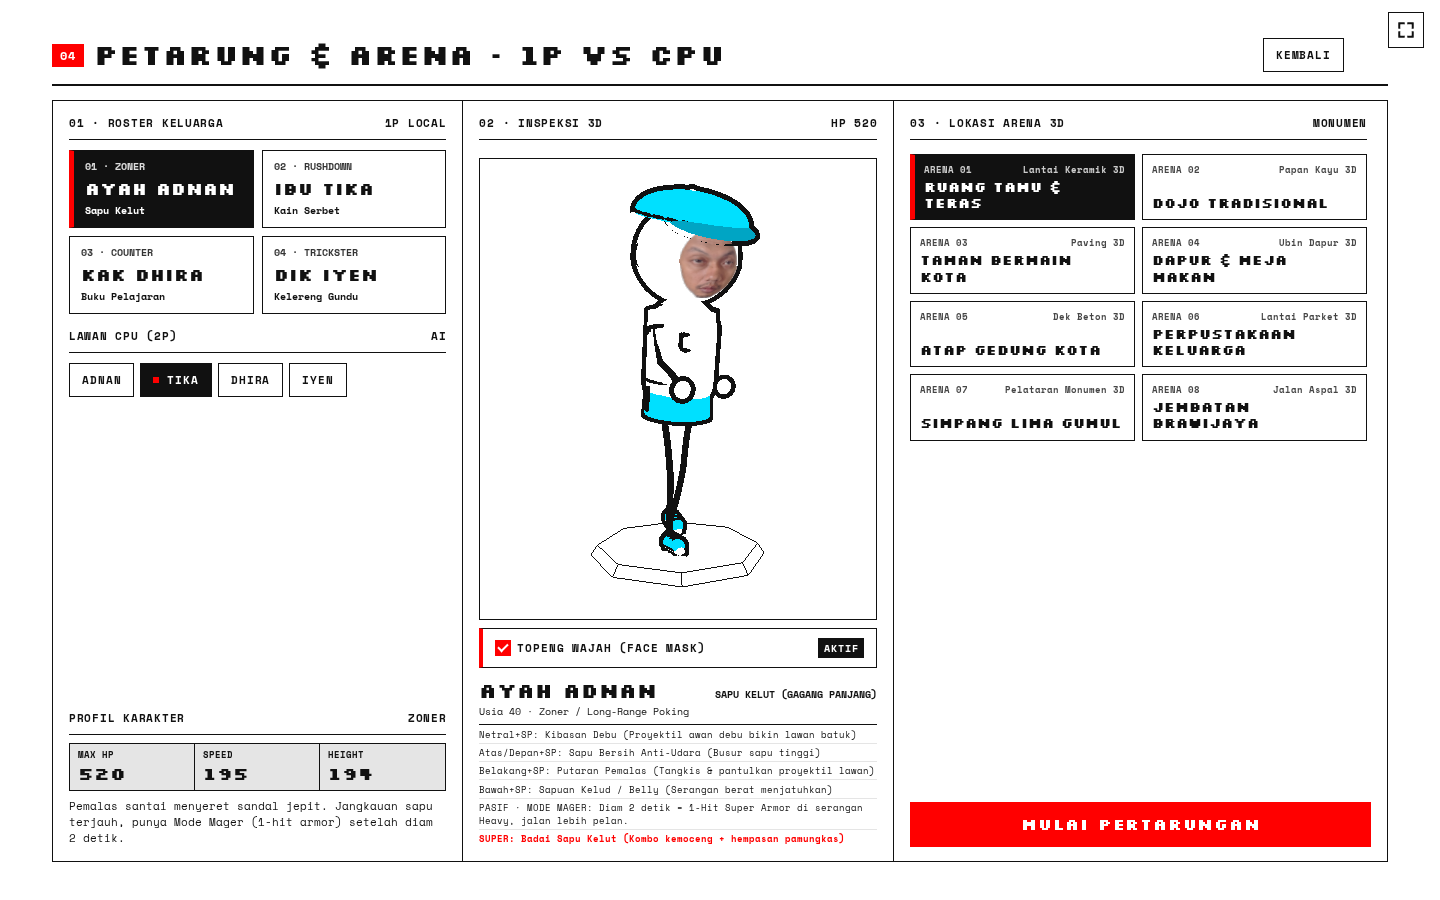 04 PETARUNG & ARENA - 1P VS CPU
KEMBALI
01 · ROSTER KELUARGA 1P LOCAL
01 · ZONER
AYAH ADNAN
Sapu Kelut
02 · RUSHDOWN
IBU TIKA
Kain Serbet
03 · COUNTER
KAK DHIRA
Buku Pelajaran
04 · TRICKSTER
DIK IYEN
Kelereng Gundu
LAWAN CPU (2P) AI
ADNAN
TIKA
DHIRA
IYEN
PROFIL KARAKTER ZONER
MAX HP
520
SPEED
195
HEIGHT
194
Pemalas santai menyeret sandal jepit. Jangkauan sapu
terjauh, punya Mode Mager (1-hit armor) setelah diam
2 detik.
02 · INSPEKSI 3D HP 520
TOPENG WAJAH (FACE MASK) AKTIF
AYAH ADNAN SAPU KELUT (GAGANG PANJANG)
Usia 40 · Zoner / Long-Range Poking
Netral+SP: Kibasan Debu (Proyektil awan debu bikin lawan batuk)
Atas/Depan+SP: Sapu Bersih Anti-Udara (Busur sapu tinggi)
Belakang+SP: Putaran Pemalas (Tangkis & pantulkan proyektil lawan)
Bawah+SP: Sapuan Kelud / Belly (Serangan berat menjatuhkan)
PASIF · MODE MAGER: Diam 2 detik = 1-Hit Super Armor di serangan
Heavy, jalan lebih pelan.
SUPER: Badai Sapu Kelut (Kombo kemoceng + hempasan pamungkas)
03 · LOKASI ARENA 3D MONUMEN
ARENA 01 Lantai Keramik 3D
RUANG TAMU &
TERAS
ARENA 02 Papan Kayu 3D
DOJO TRADISIONAL
ARENA 03 Paving 3D
TAMAN BERMAIN
KOTA
ARENA 04 Ubin Dapur 3D
DAPUR & MEJA
MAKAN
ARENA 05 Dek Beton 3D
ATAP GEDUNG KOTA
ARENA 06 Lantai Parket 3D
PERPUSTAKAAN
KELUARGA
ARENA 07 Pelataran Monumen 3D
SIMPANG LIMA GUMUL
ARENA 08 Jalan Aspal 3D
JEMBATAN
BRAWIJAYA
MULAI PERTARUNGAN